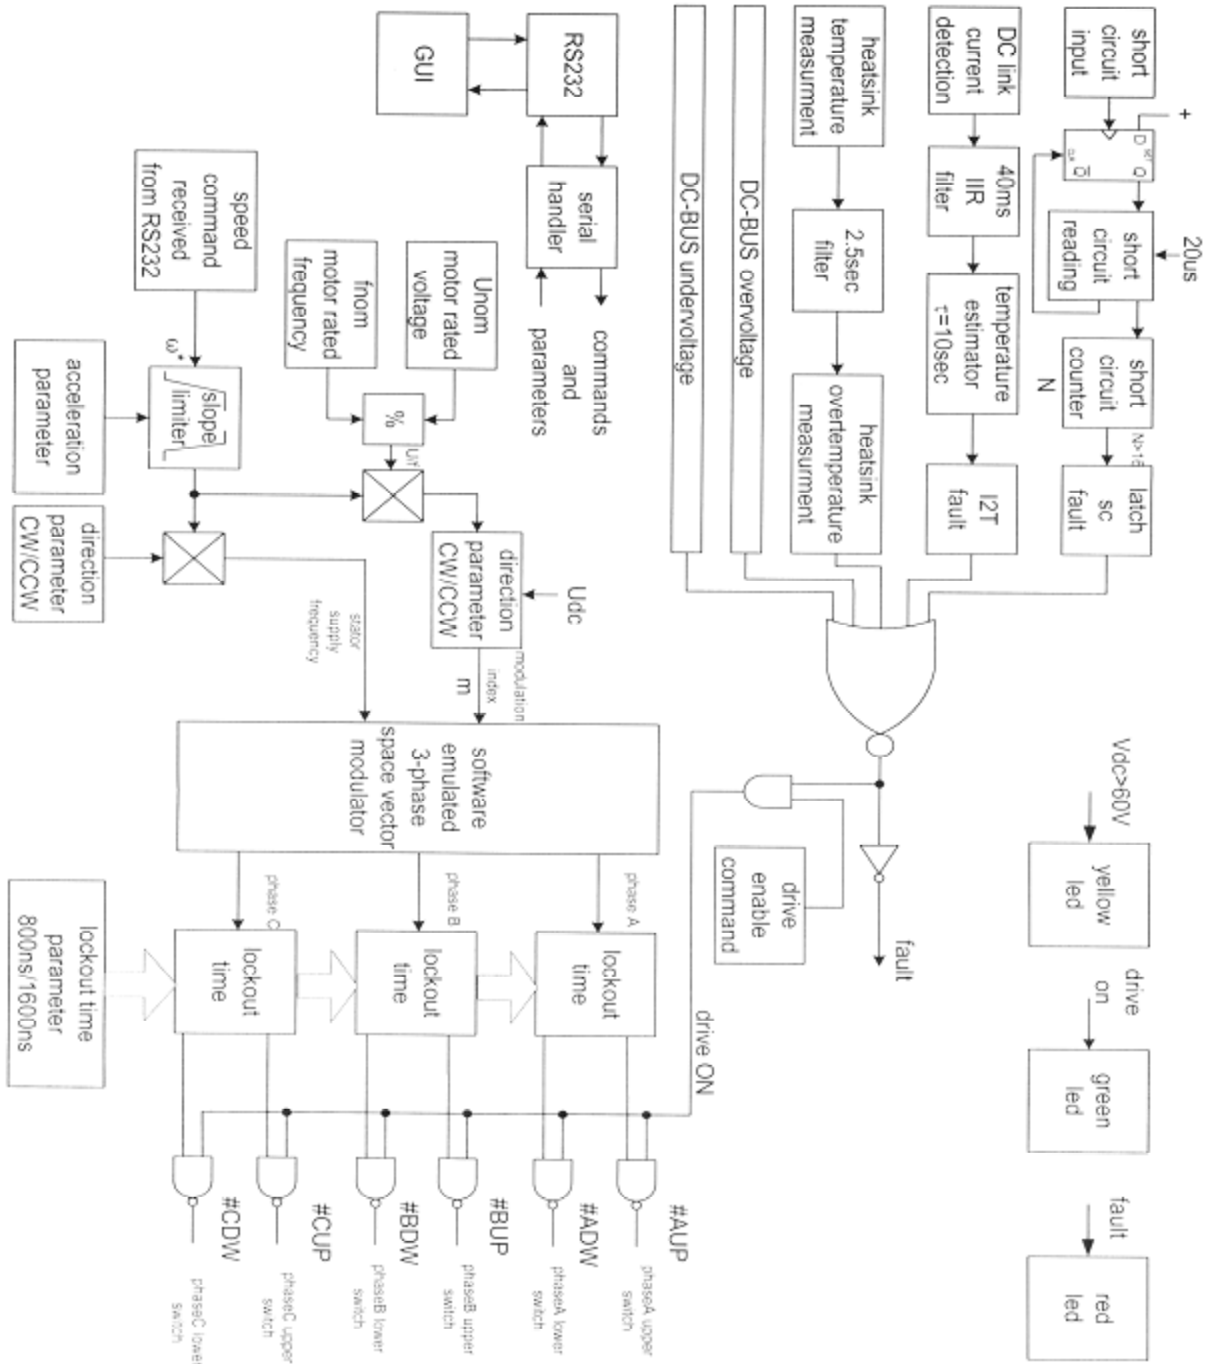 +
20us
short
circuit
input
D
SET
Q
CLR
Q
short
circuit
reading
short
circuit
counter
N>16
latch
sc
fault
N
DC link
current
detection
40ms
IIR
filter
temperature
estimator
τ=10sec
I2T
fault
heatsink
temperature
measurment
2.5sec
filter
heatsink
overtemperature
measurment
DC-BUS overvoltage
DC-BUS undervoltage
Vdc>60V
yellow
led
drive
on
green
led
fault
red
led
fault
drive
enable
command
drive ON
RS232
GUI
serial
handler
commands
and
parameters
Unom
motor rated
voltage
fnom
motor rated
frequency
%
U/f
speed
command
received
from RS232
ω*
slope
limiter
acceleration
parameter
direction
parameter
CW/CCW
Udc
direction
parameter
CW/CCW
modulation
index
m
stator
supply
frequency
software
emulated
3-phase
space vector
modulator
phase A
phase B
phase C
lockout
time
lockout
time
lockout
time
lockout time
parameter
800ns/1600ns
#AUP
phaseA upper
switch
#ADW
phaseA lower
switch
#BUP
phaseB upper
switch
#BDW
phaseB lower
switch
#CUP
phaseC upper
switch
#CDW
phaseC lower
switch